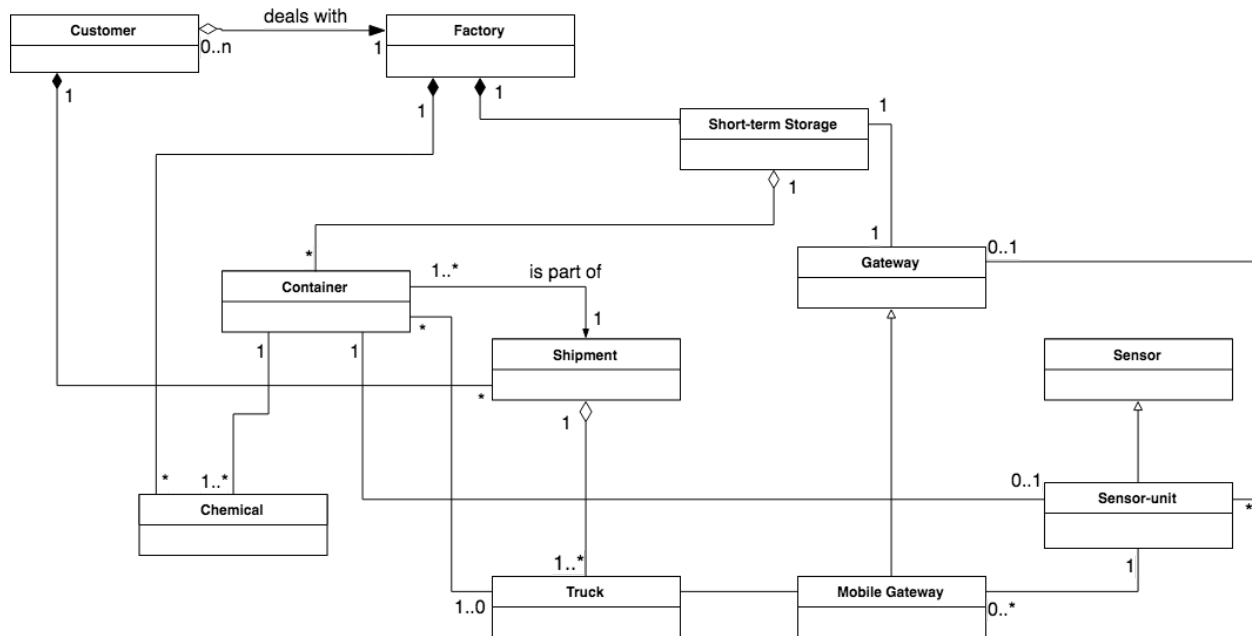 deals with
Customer
Factory
0..n
1
1
1
1
Short-term Storage
1
1
*
1
0..1
Container
1..*
is part of
Gateway
*
1
1
1
Shipment
Sensor
*
1
*
1..*
0..1
Chemical
Sensor-unit
*
1..*
1
1..0
Truck
Mobile Gateway
0..*